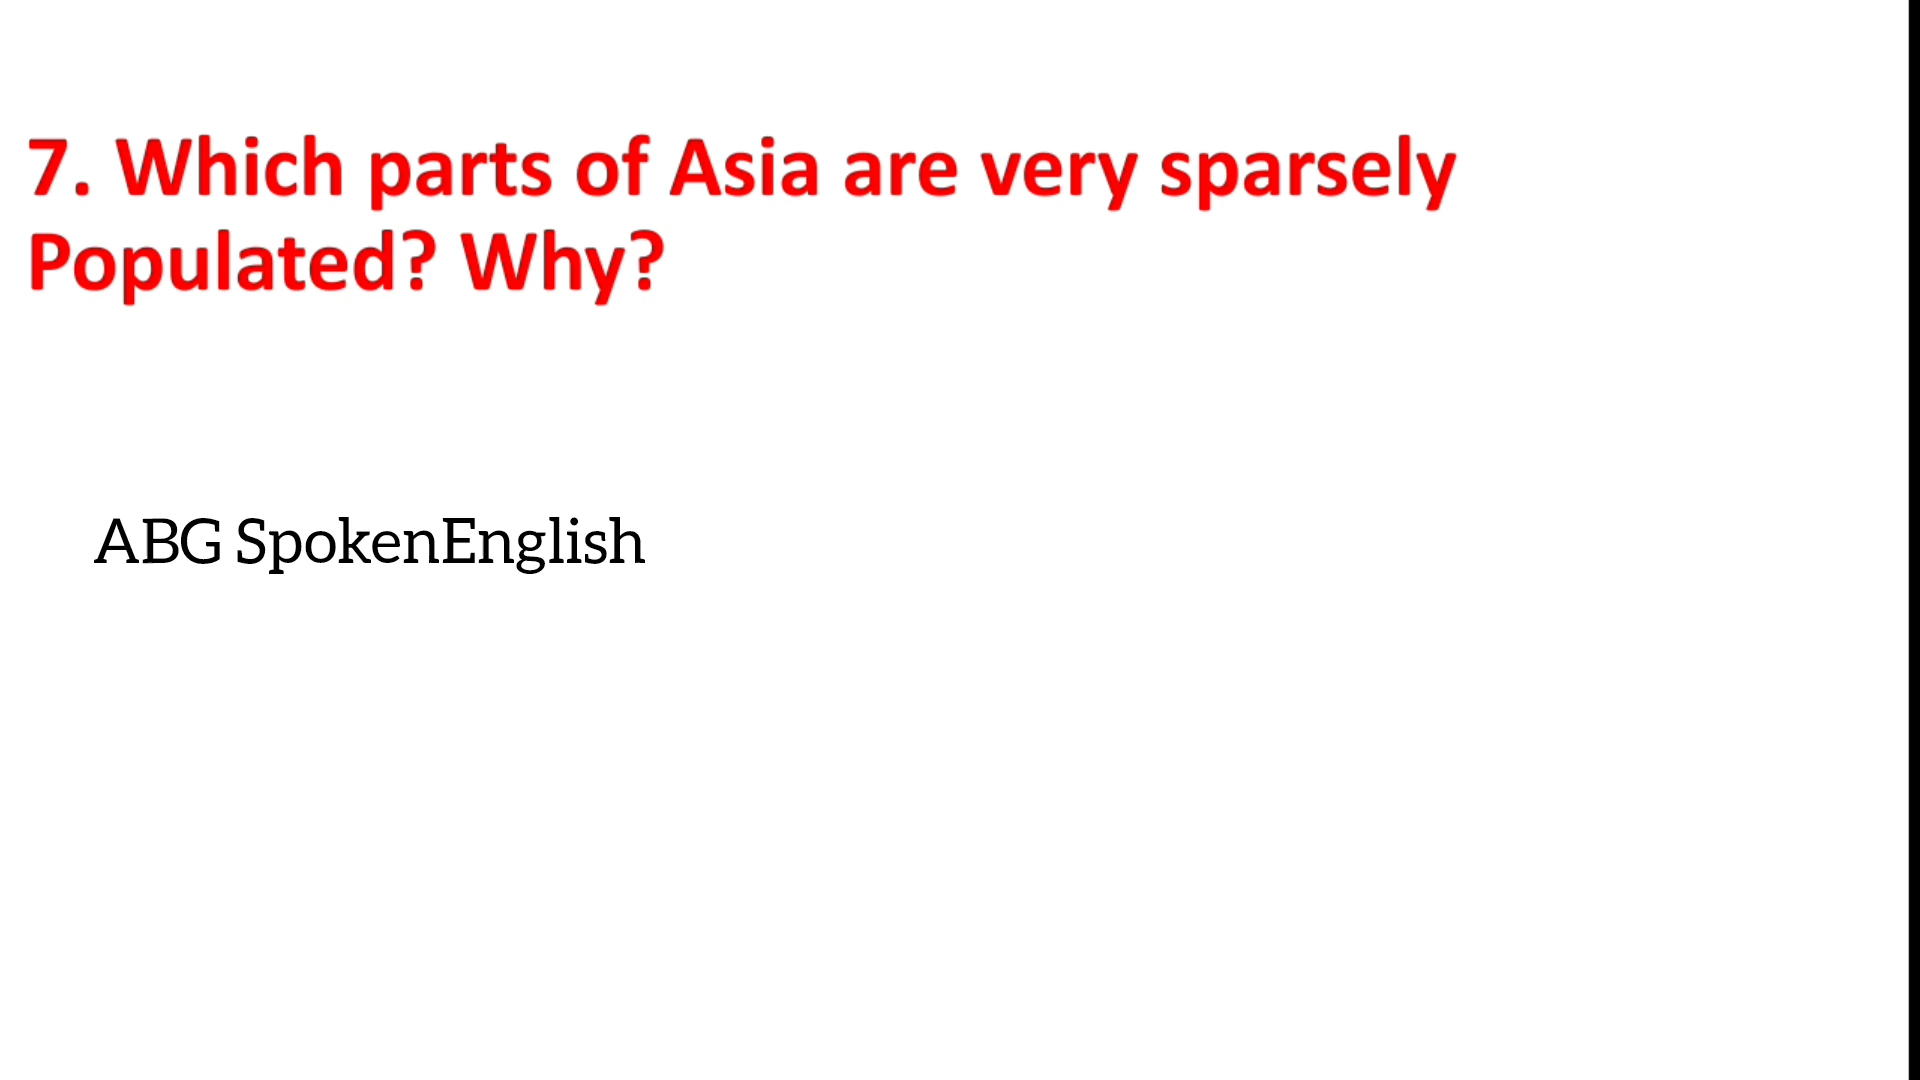 7. Which parts of Asia are very sparsely
Populated? Why?
ABG SpokenEnglish